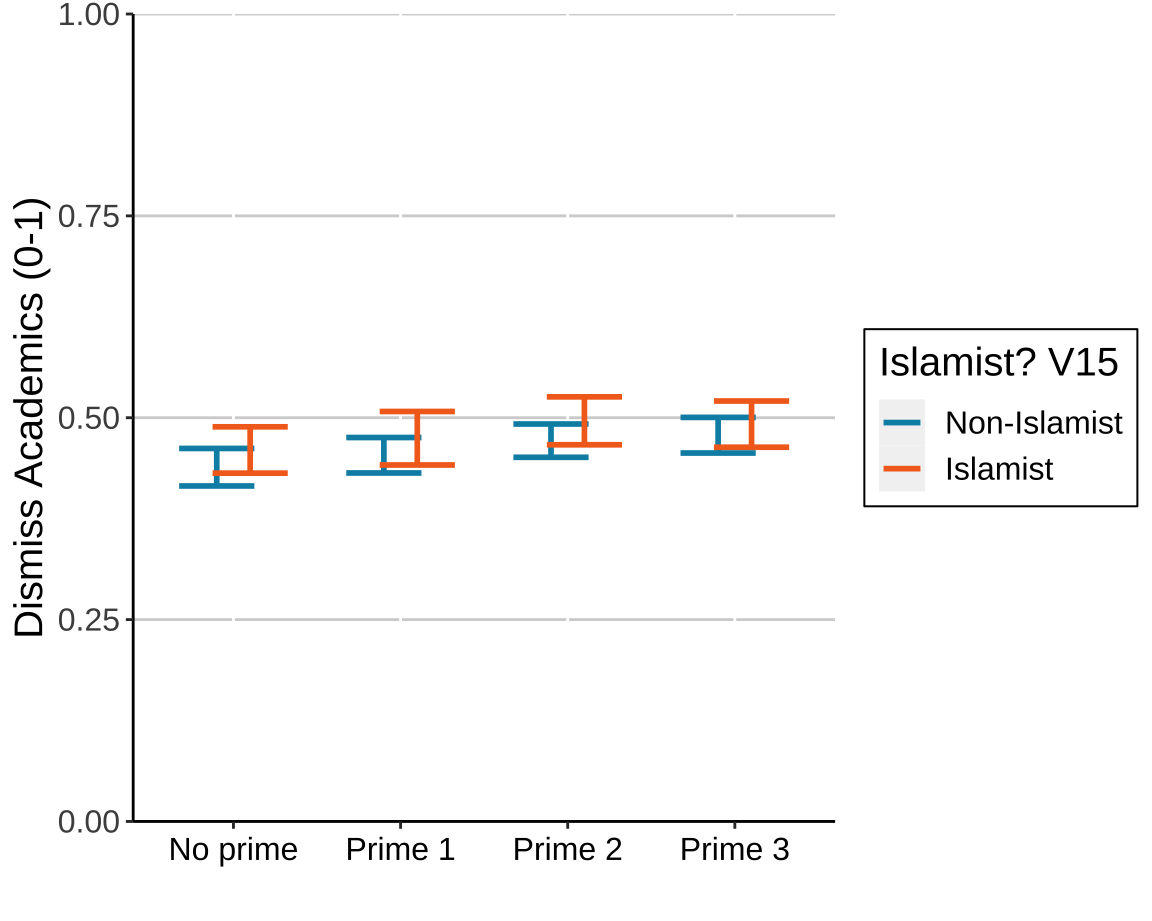 1.00
0.75
0.50
0.25
0.00
Dismiss Academics (0-1)
No prime
Prime 1
Prime 2
Prime 3
Islamist? V15
Non-Islamist
Islamist